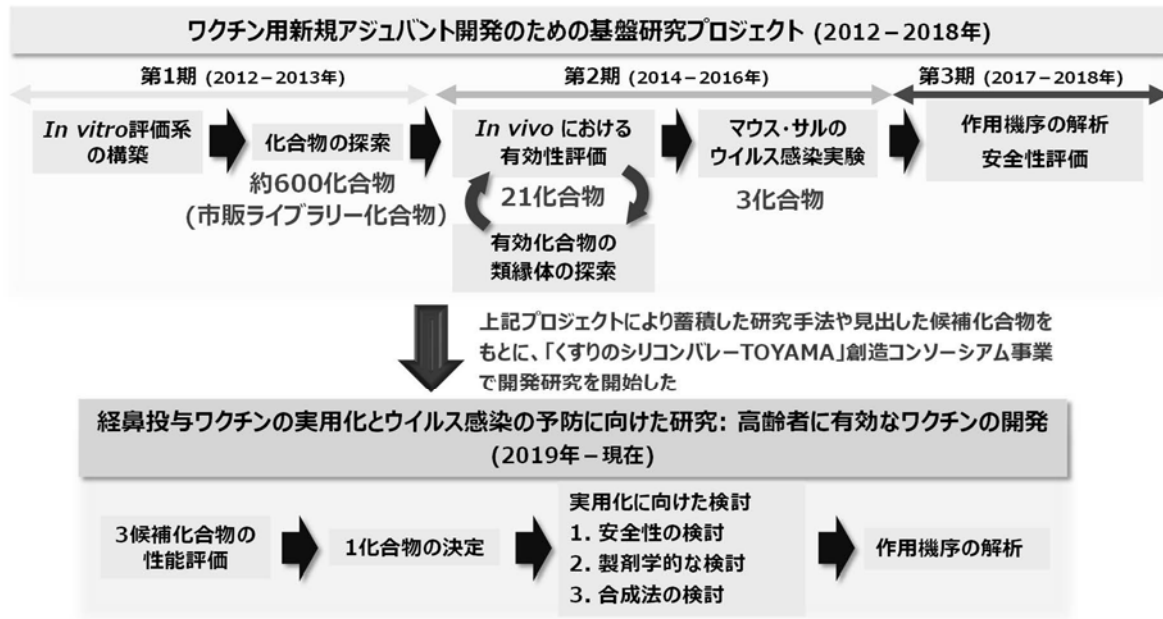 ワクチン用新規アジュバント開発のための基盤研究プロジェクト (2012－2018年)
第1期 (2012－2013年)
第2期 (2014－2016年)
第3期 (2017－2018年)
In vitro評価系
の構築
化合物の探索
約600化合物
(市販ライブラリー化合物)
In vivo における
有効性評価
21化合物
有効化合物の
類縁体の探索
マウス・サルの
ウイルス感染実験
3化合物
作用機序の解析
安全性評価
上記プロジェクトにより蓄積した研究手法や見出した候補化合物を
もとに、「くすりのシリコンバレーTOYAMA」創造コンソーシアム事業
で開発研究を開始した
経鼻投与ワクチンの実用化とウイルス感染の予防に向けた研究: 高齢者に有効なワクチンの開発
(2019年－現在)
3候補化合物の
性能評価
1化合物の決定
実用化に向けた検討
1. 安全性の検討
2. 製剤学的な検討
3. 合成法の検討
作用機序の解析